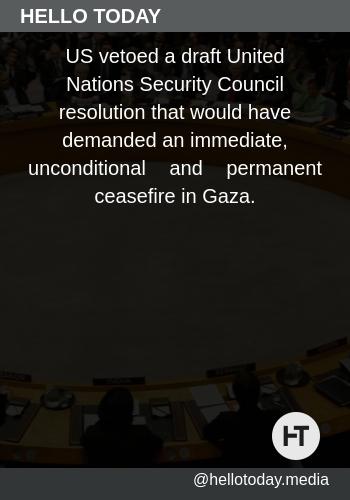 HELLO TODAY
US vetoed a draft United
Nations Security Council
resolution that would have
demanded an immediate,
unconditional and permanent
ceasefire in Gaza.
HT
@hellotoday.media